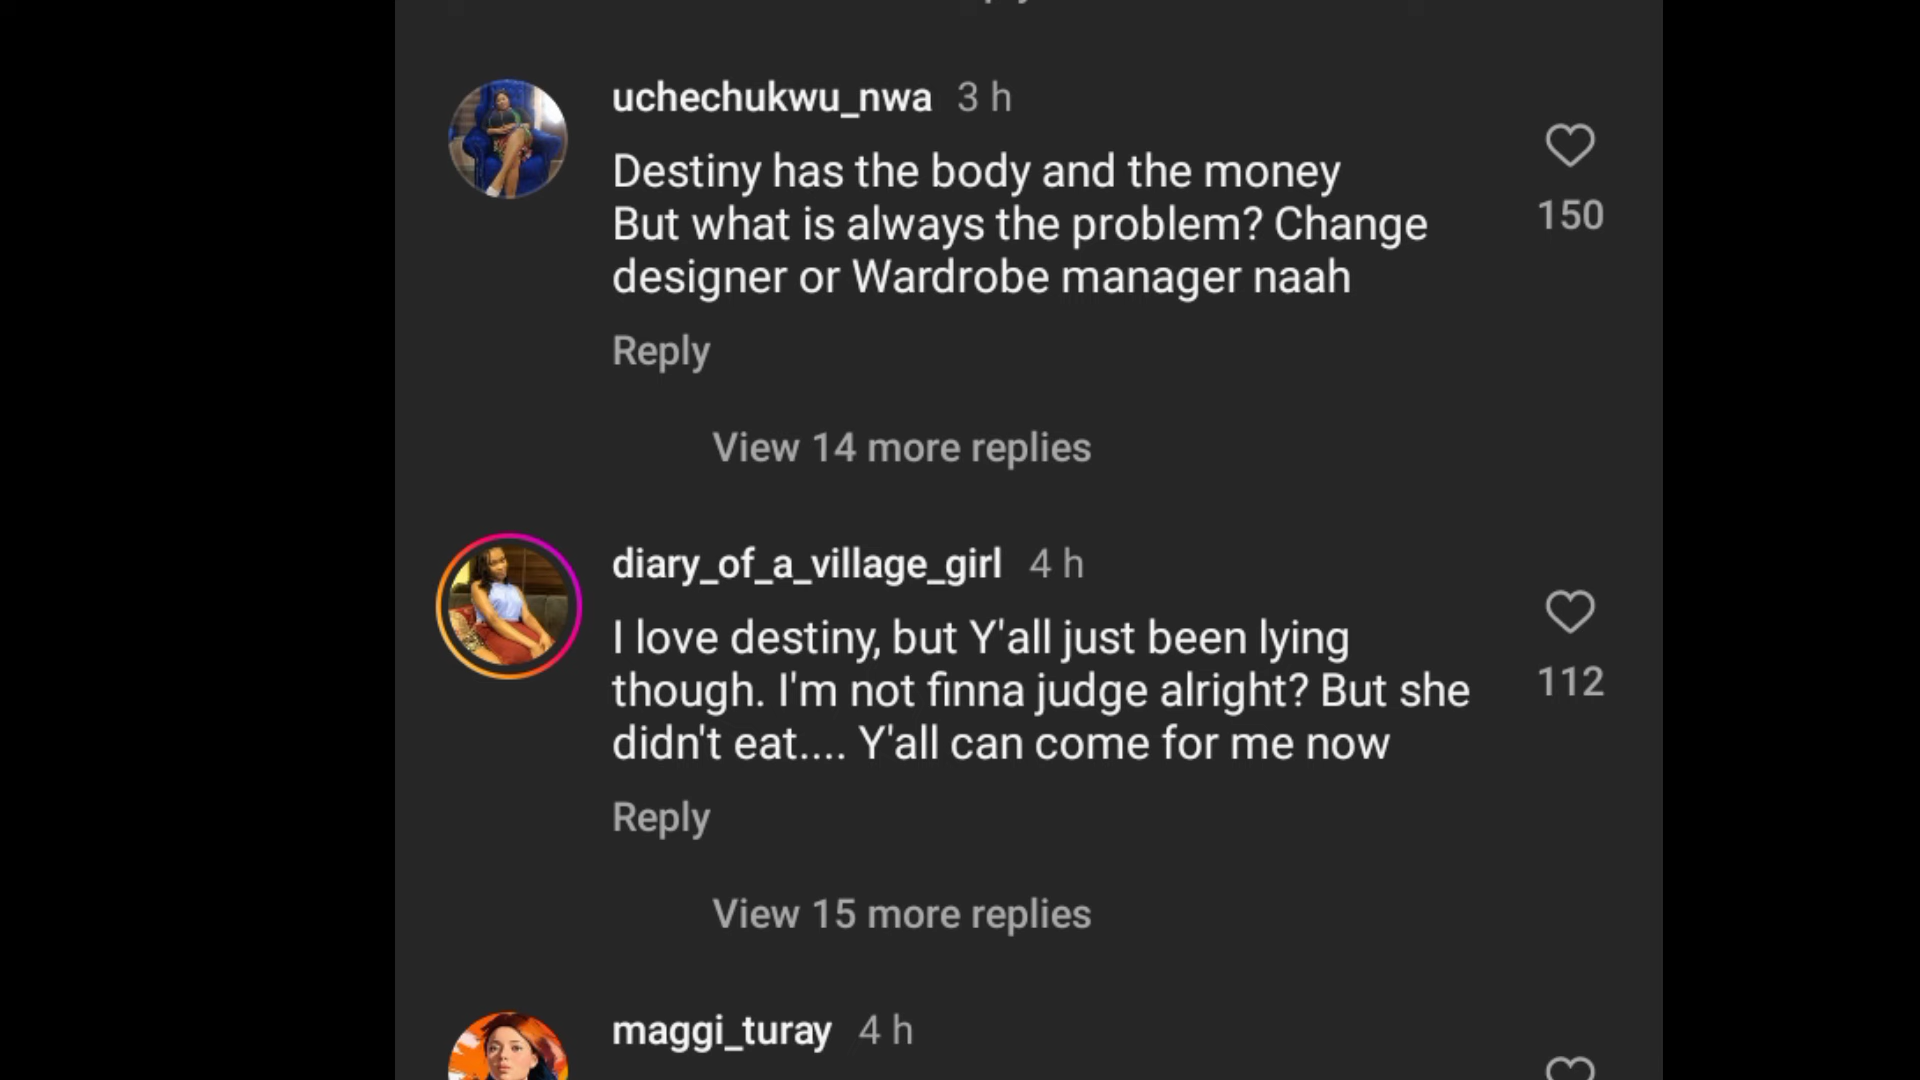 uchechukwu_nwa 3 h
Destiny has the body and the money
But what is always the problem? Change
designer or Wardrobe manager naah
150
Reply
View 14 more replies
diary_of_a_village_girl 4 h
I love destiny, but Y'all just been lying
though. I'm not finna judge alright? But she
didn't eat.... Y'all can come for me now
112
Reply
View 15 more replies
maggi_turay 4 h